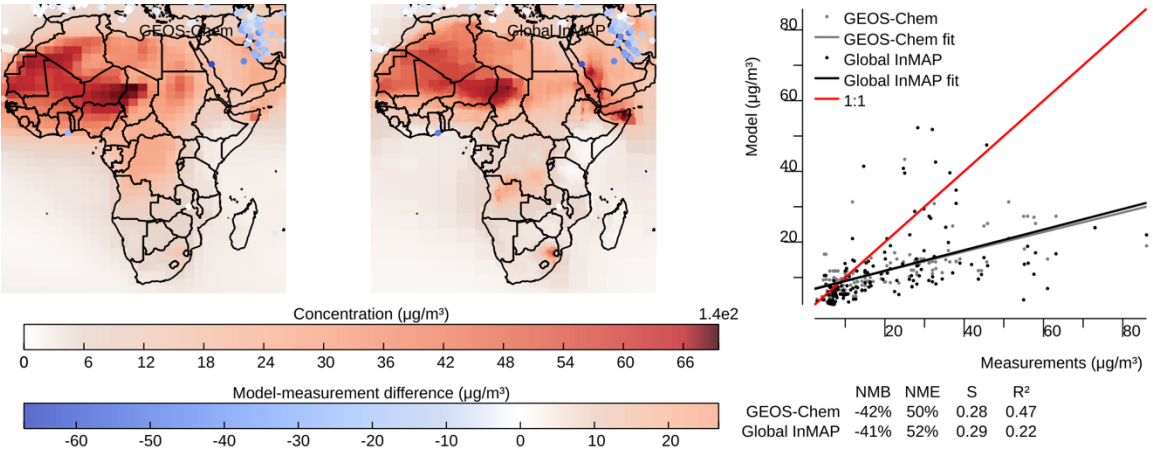 GEOS-Chem
Global InMAP
Concentration (µg/m³)
1.4e2
0 6 12 18 24 30 36 42 48 54 60 66
Model-measurement difference (µg/m³)
-60 -50 -40 -30 -20 -10 0 10 20
GEOS-Chem
GEOS-Chem fit
Global InMAP
Global InMAP fit
1:1
Model (µg/m³)
80
60
40
20
20 40 60 80
Measurements (µg/m³)
NMB NME S R²
GEOS-Chem -42% 50% 0.28 0.47
Global InMAP -41% 52% 0.29 0.22